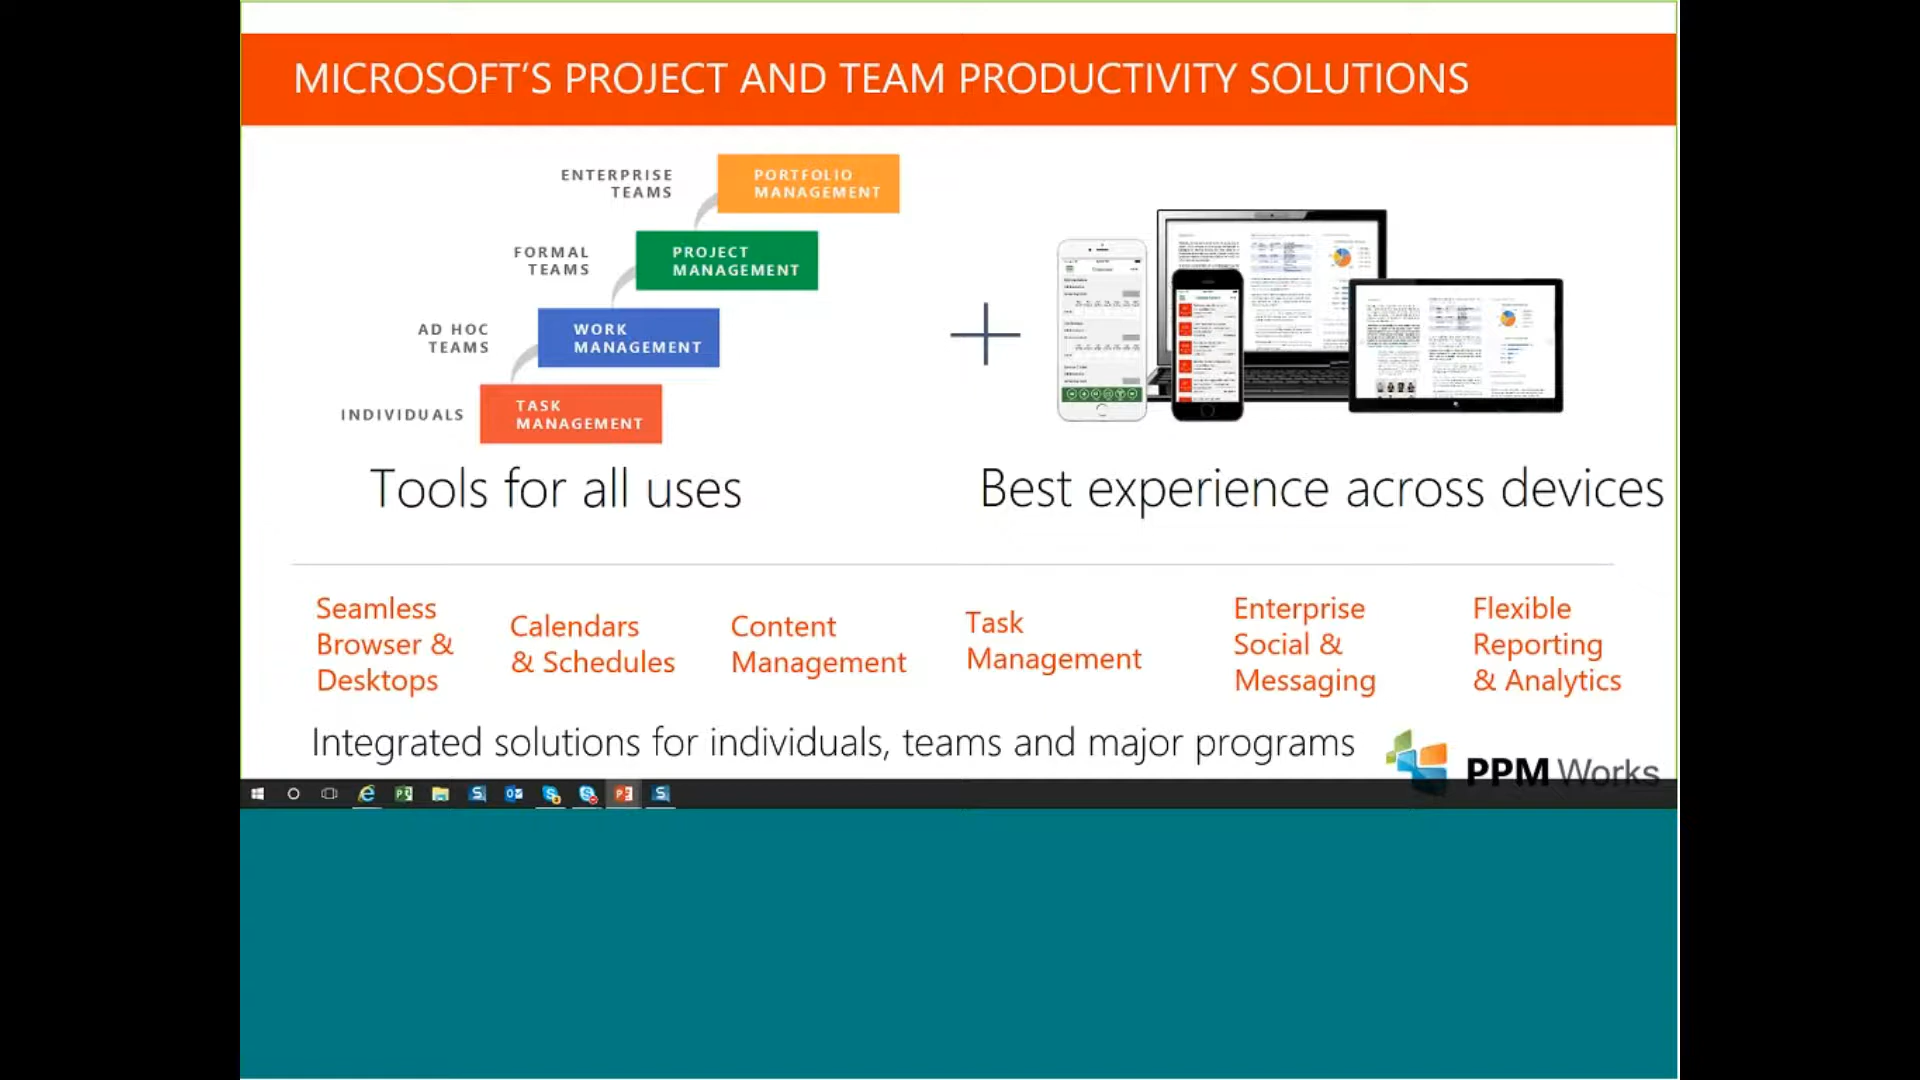 MICROSOFT’S PROJECT AND TEAM PRODUCTIVITY SOLUTIONS
ENTERPRISE
TEAMS
PORTFOLIO
MANAGEMENT
FORMAL
TEAMS
PROJECT
MANAGEMENT
AD HOC
TEAMS
WORK
MANAGEMENT
INDIVIDUALS
TASK
MANAGEMENT
Tools for all uses
Best experience across devices
Seamless
Browser &
Desktops
Calendars
& Schedules
Content
Management
Task
Management
Enterprise
Social &
Messaging
Flexible
Reporting
& Analytics
Integrated solutions for individuals, teams and major programs
PPM Works